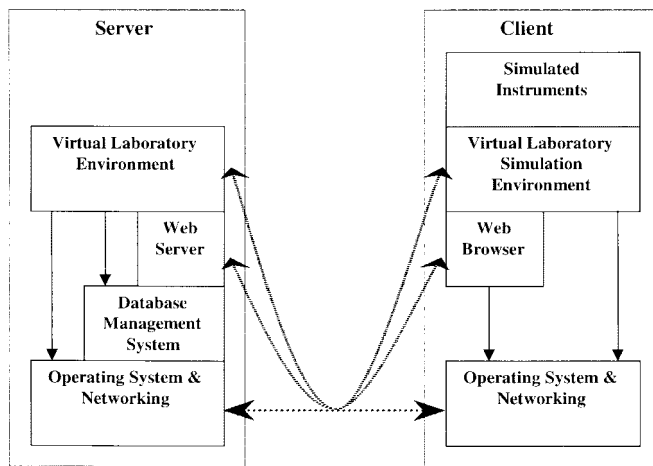 Server
Virtual Laboratory
Environment
Web
Server
Database
Management
System
Operating System &
Networking
Client
Simulated
Instruments
Virtual Laboratory
Simulation
Environment
Web
Browser
Operating System &
Networking